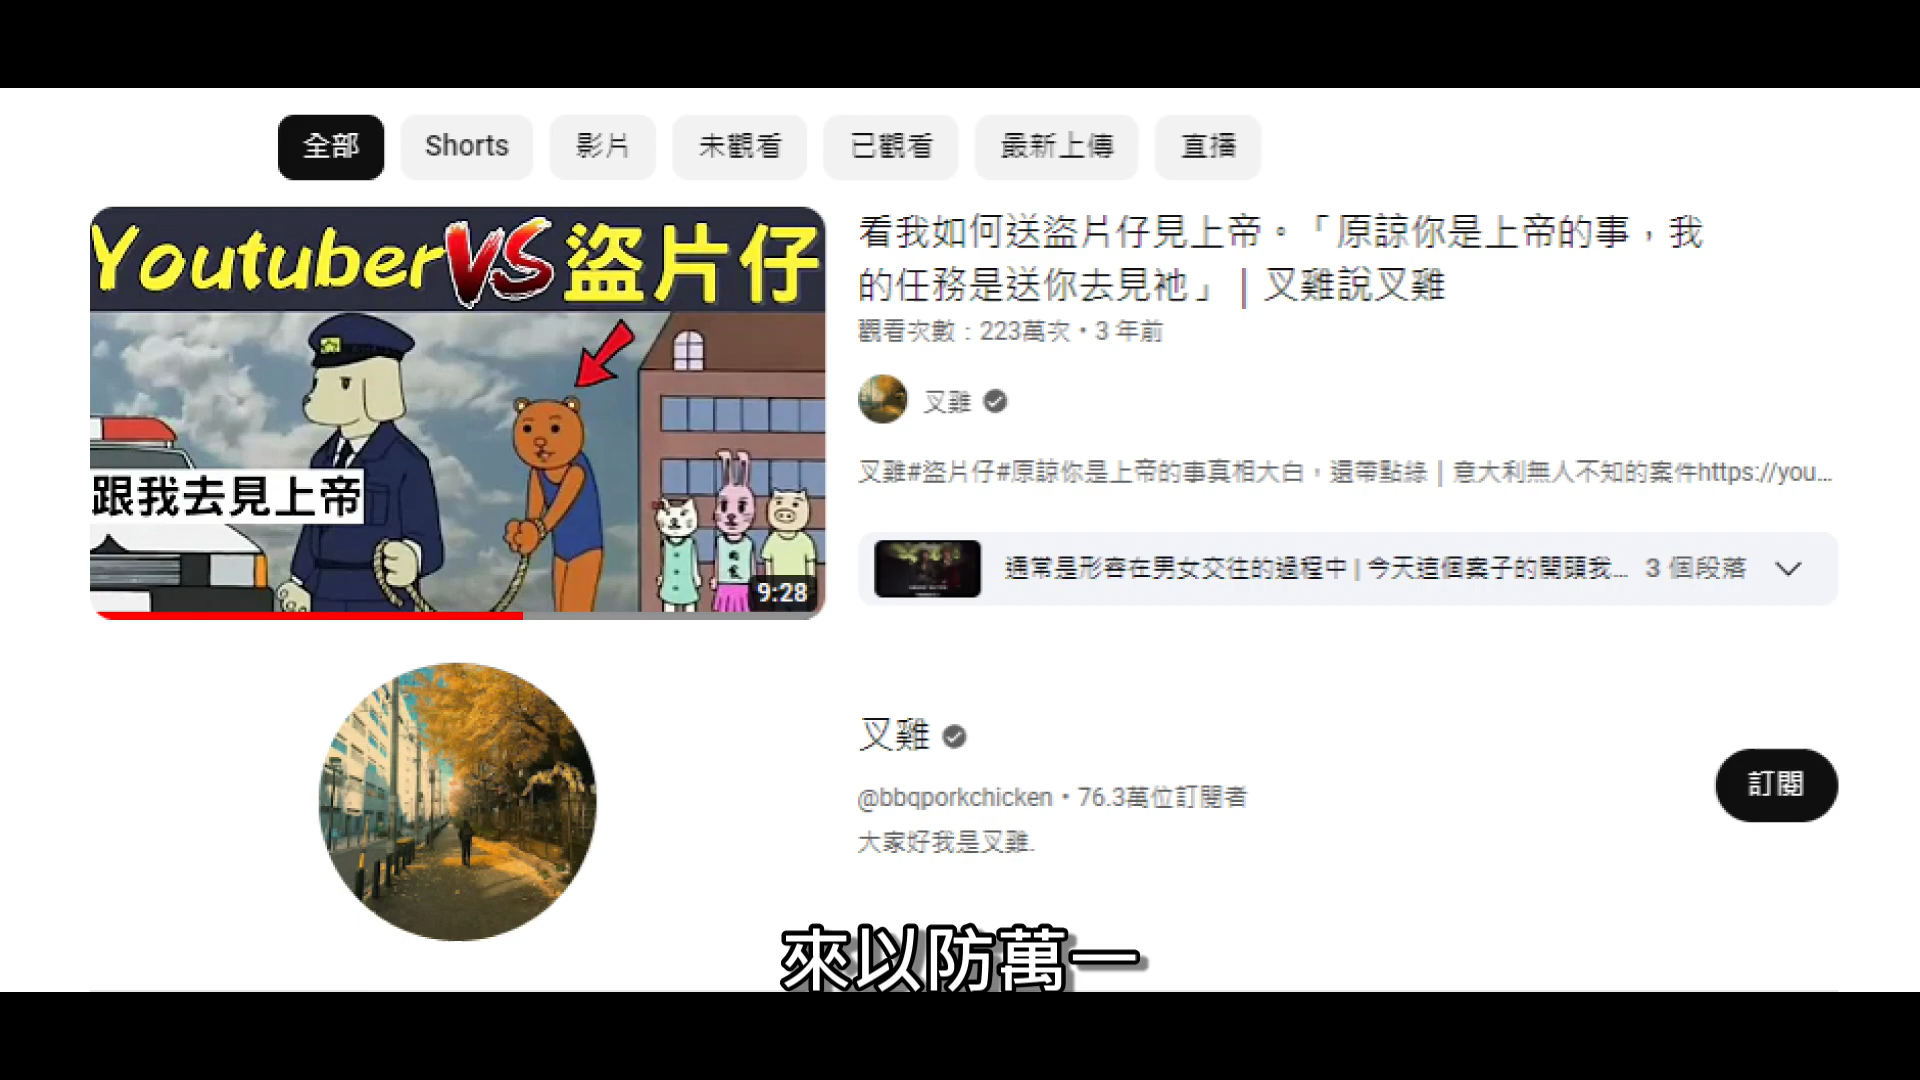 全部
Shorts
影片
未觀看
已觀看
最新上傳
直播
Youtuber VS 盜片仔
跟我去見上帝
9:28
看我如何送盜片仔見上帝。「原諒你是上帝的事，我
的任務是送你去見祂」｜叉雞說叉雞
觀看次數：223萬次・3 年前
叉雞
叉雞#盜片仔#原諒你是上帝的事真相大白，還帶點綠｜意大利無人不知的案件https://you...
通常是形容在男女交往的過程中 | 今天這個案子的開頭我...
3 個段落
叉雞
@bbqporkchicken・76.3萬位訂閱者
大家好我是叉雞.
訂閱
來以防萬一